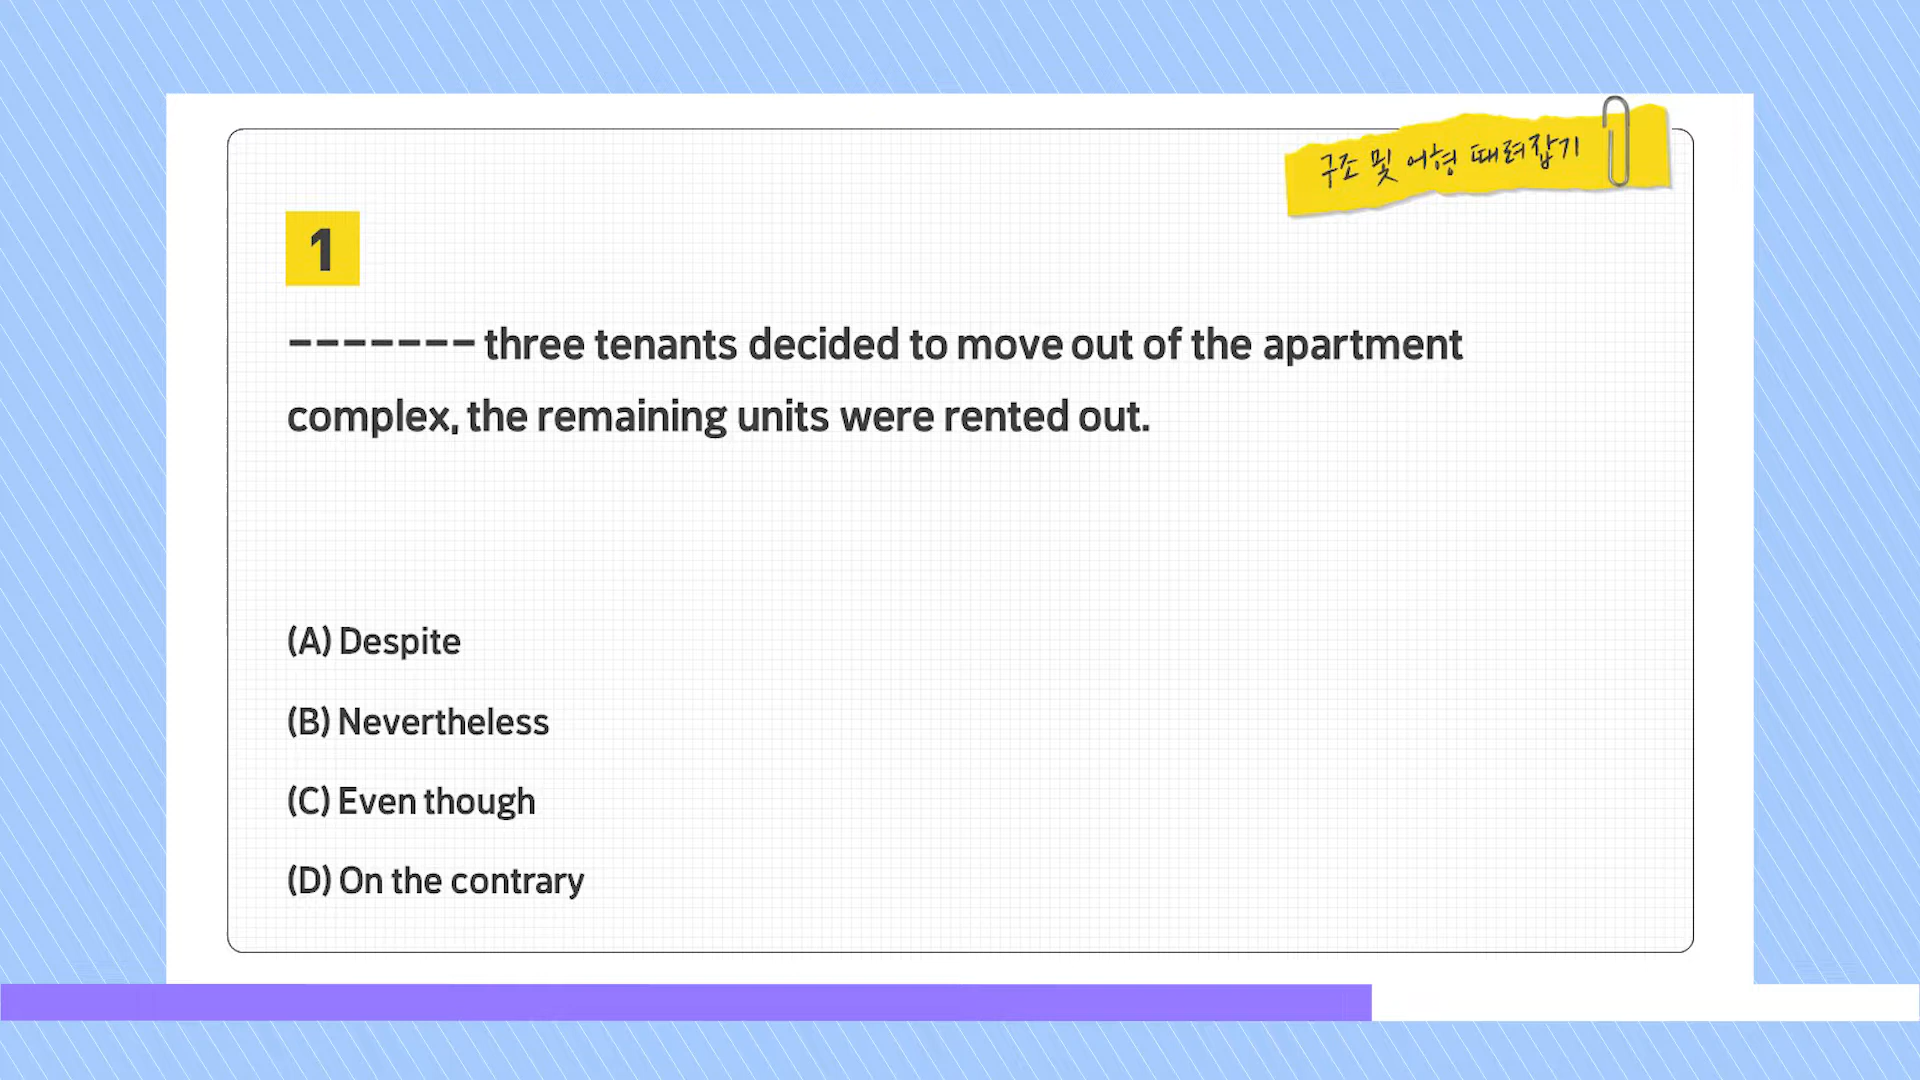 구조 및 어형 때려잡기
1
------- three tenants decided to move out of the apartment
complex, the remaining units were rented out.
(A) Despite
(B) Nevertheless
(C) Even though
(D) On the contrary